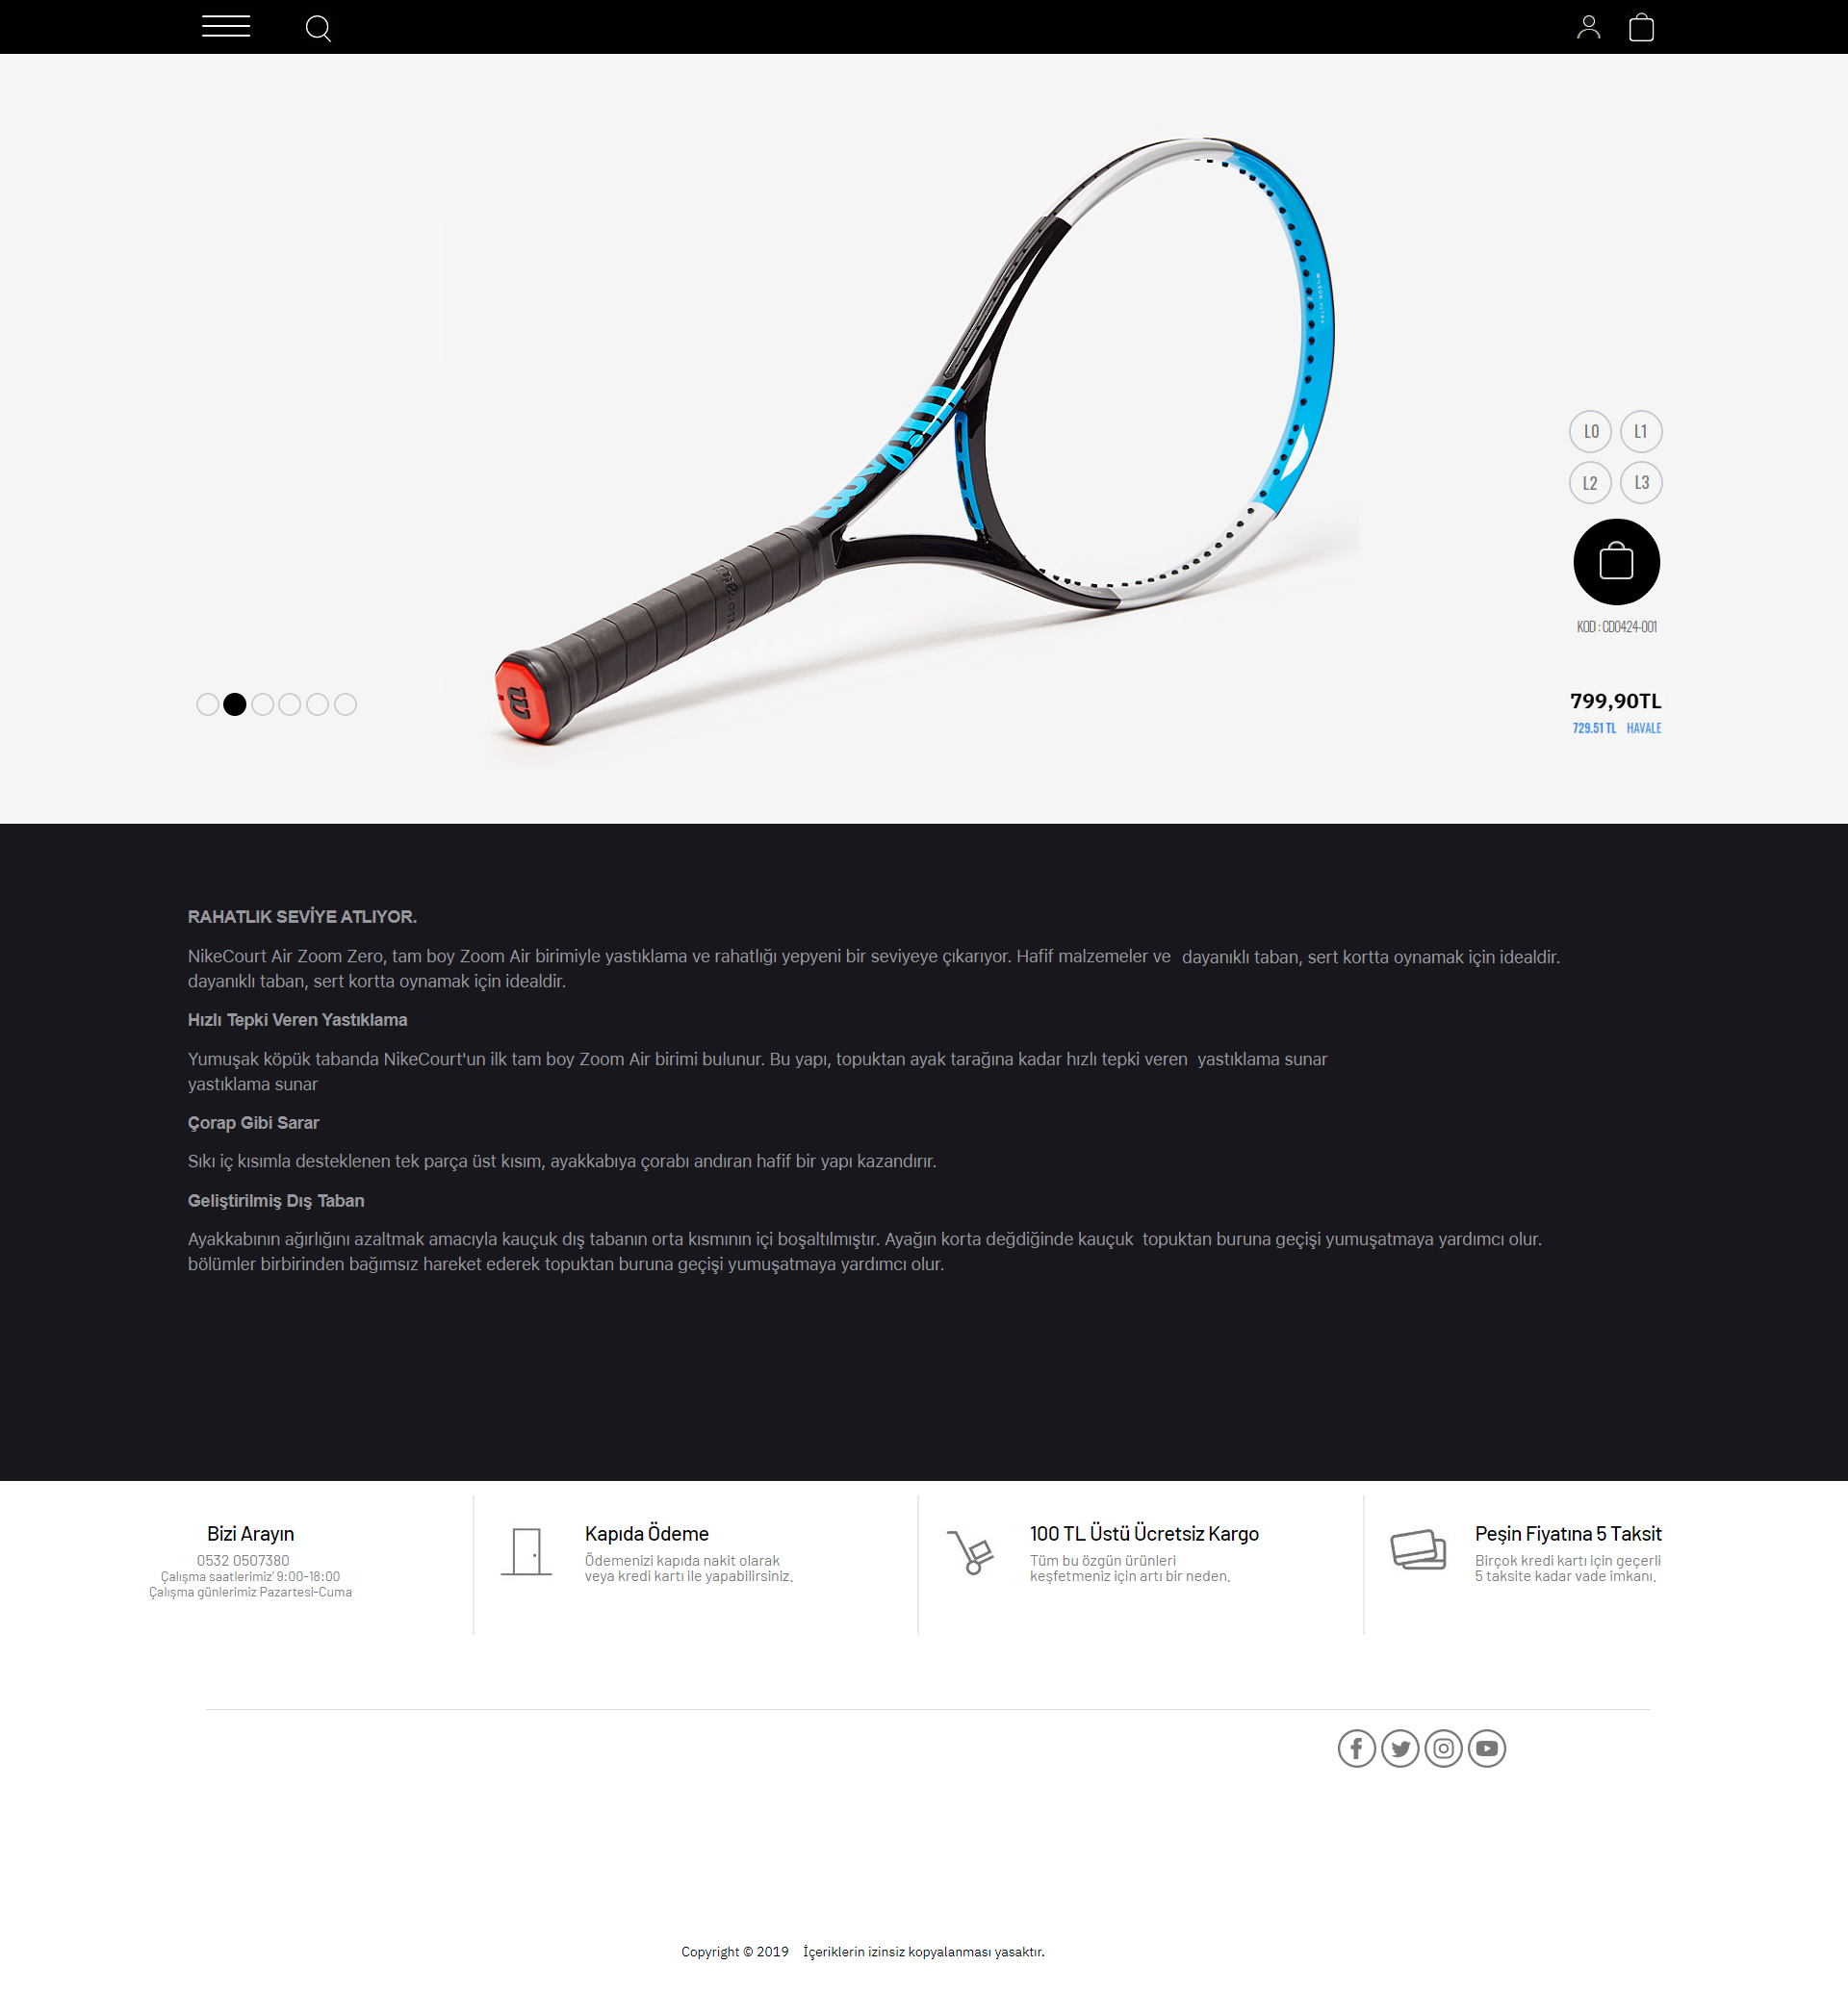 WILSON ULTRA
L0 L1
L2 L3
wilson
wilson
KOD : CD0424-001
W
799,90TL
729.51 TL HAVALE
RAHATLIK SEVİYE ATLIYOR.
NikeCourt Air Zoom Zero, tam boy Zoom Air birimiyle yastıklama ve rahatlığı yepyeni bir seviyeye çıkarıyor. Hafif malzemeler ve dayanıklı taban, sert kortta oynamak için idealdir.
dayanıklı taban, sert kortta oynamak için idealdir.
Hızlı Tepki Veren Yastıklama
Yumuşak köpük tabanda NikeCourt'un ilk tam boy Zoom Air birimi bulunur. Bu yapı, topuktan ayak tarağına kadar hızlı tepki veren yastıklama sunar
yastıklama sunar
Çorap Gibi Sarar
Sıkı iç kısımla desteklenen tek parça üst kısım, ayakkabıya çorabı andıran hafif bir yapı kazandırır.
Geliştirilmiş Dış Taban
Ayakkabının ağırlığını azaltmak amacıyla kauçuk dış tabanın orta kısmının içi boşaltılmıştır. Ayağın korta değdiğinde kauçuk topuktan buruna geçişi yumuşatmaya yardımcı olur.
bölümler birbirinden bağımsız hareket ederek topuktan buruna geçişi yumuşatmaya yardımcı olur.
Bizi Arayın
0532 0507380
Çalışma saatlerimiz' 9:00-18:00
Çalışma günlerimiz Pazartesi-Cuma
Kapıda Ödeme
Ödemenizi kapıda nakit olarak
veya kredi kartı ile yapabilirsiniz.
100 TL Üstü Ücretsiz Kargo
Tüm bu özgün ürünleri
keşfetmeniz için artı bir neden.
Peşin Fiyatına 5 Taksit
Birçok kredi kartı için geçerli
5 taksite kadar vade imkanı.
Copyright © 2019 İçeriklerin izinsiz kopyalanması yasaktır.